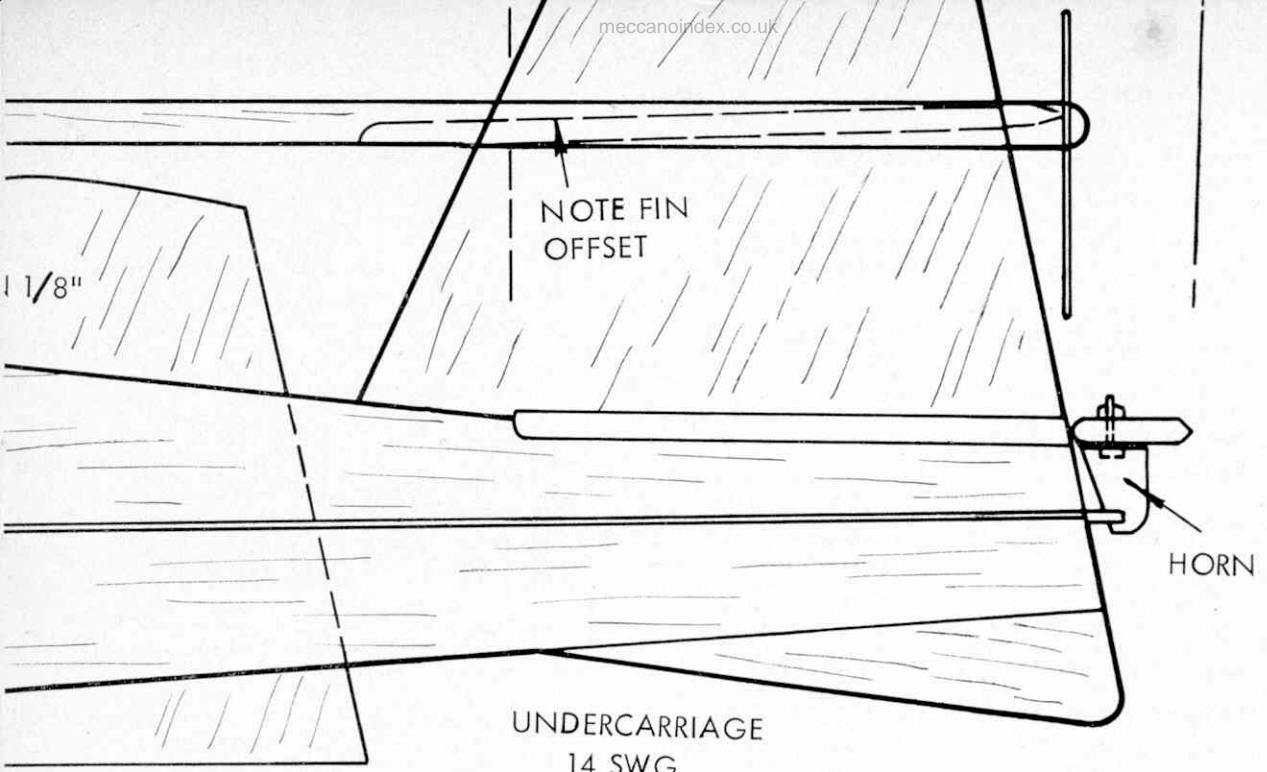 meccanoindex.co.uk
NOTE FIN
OFFSET
1/8"
HORN
UNDERCARRIAGE
14 SWG